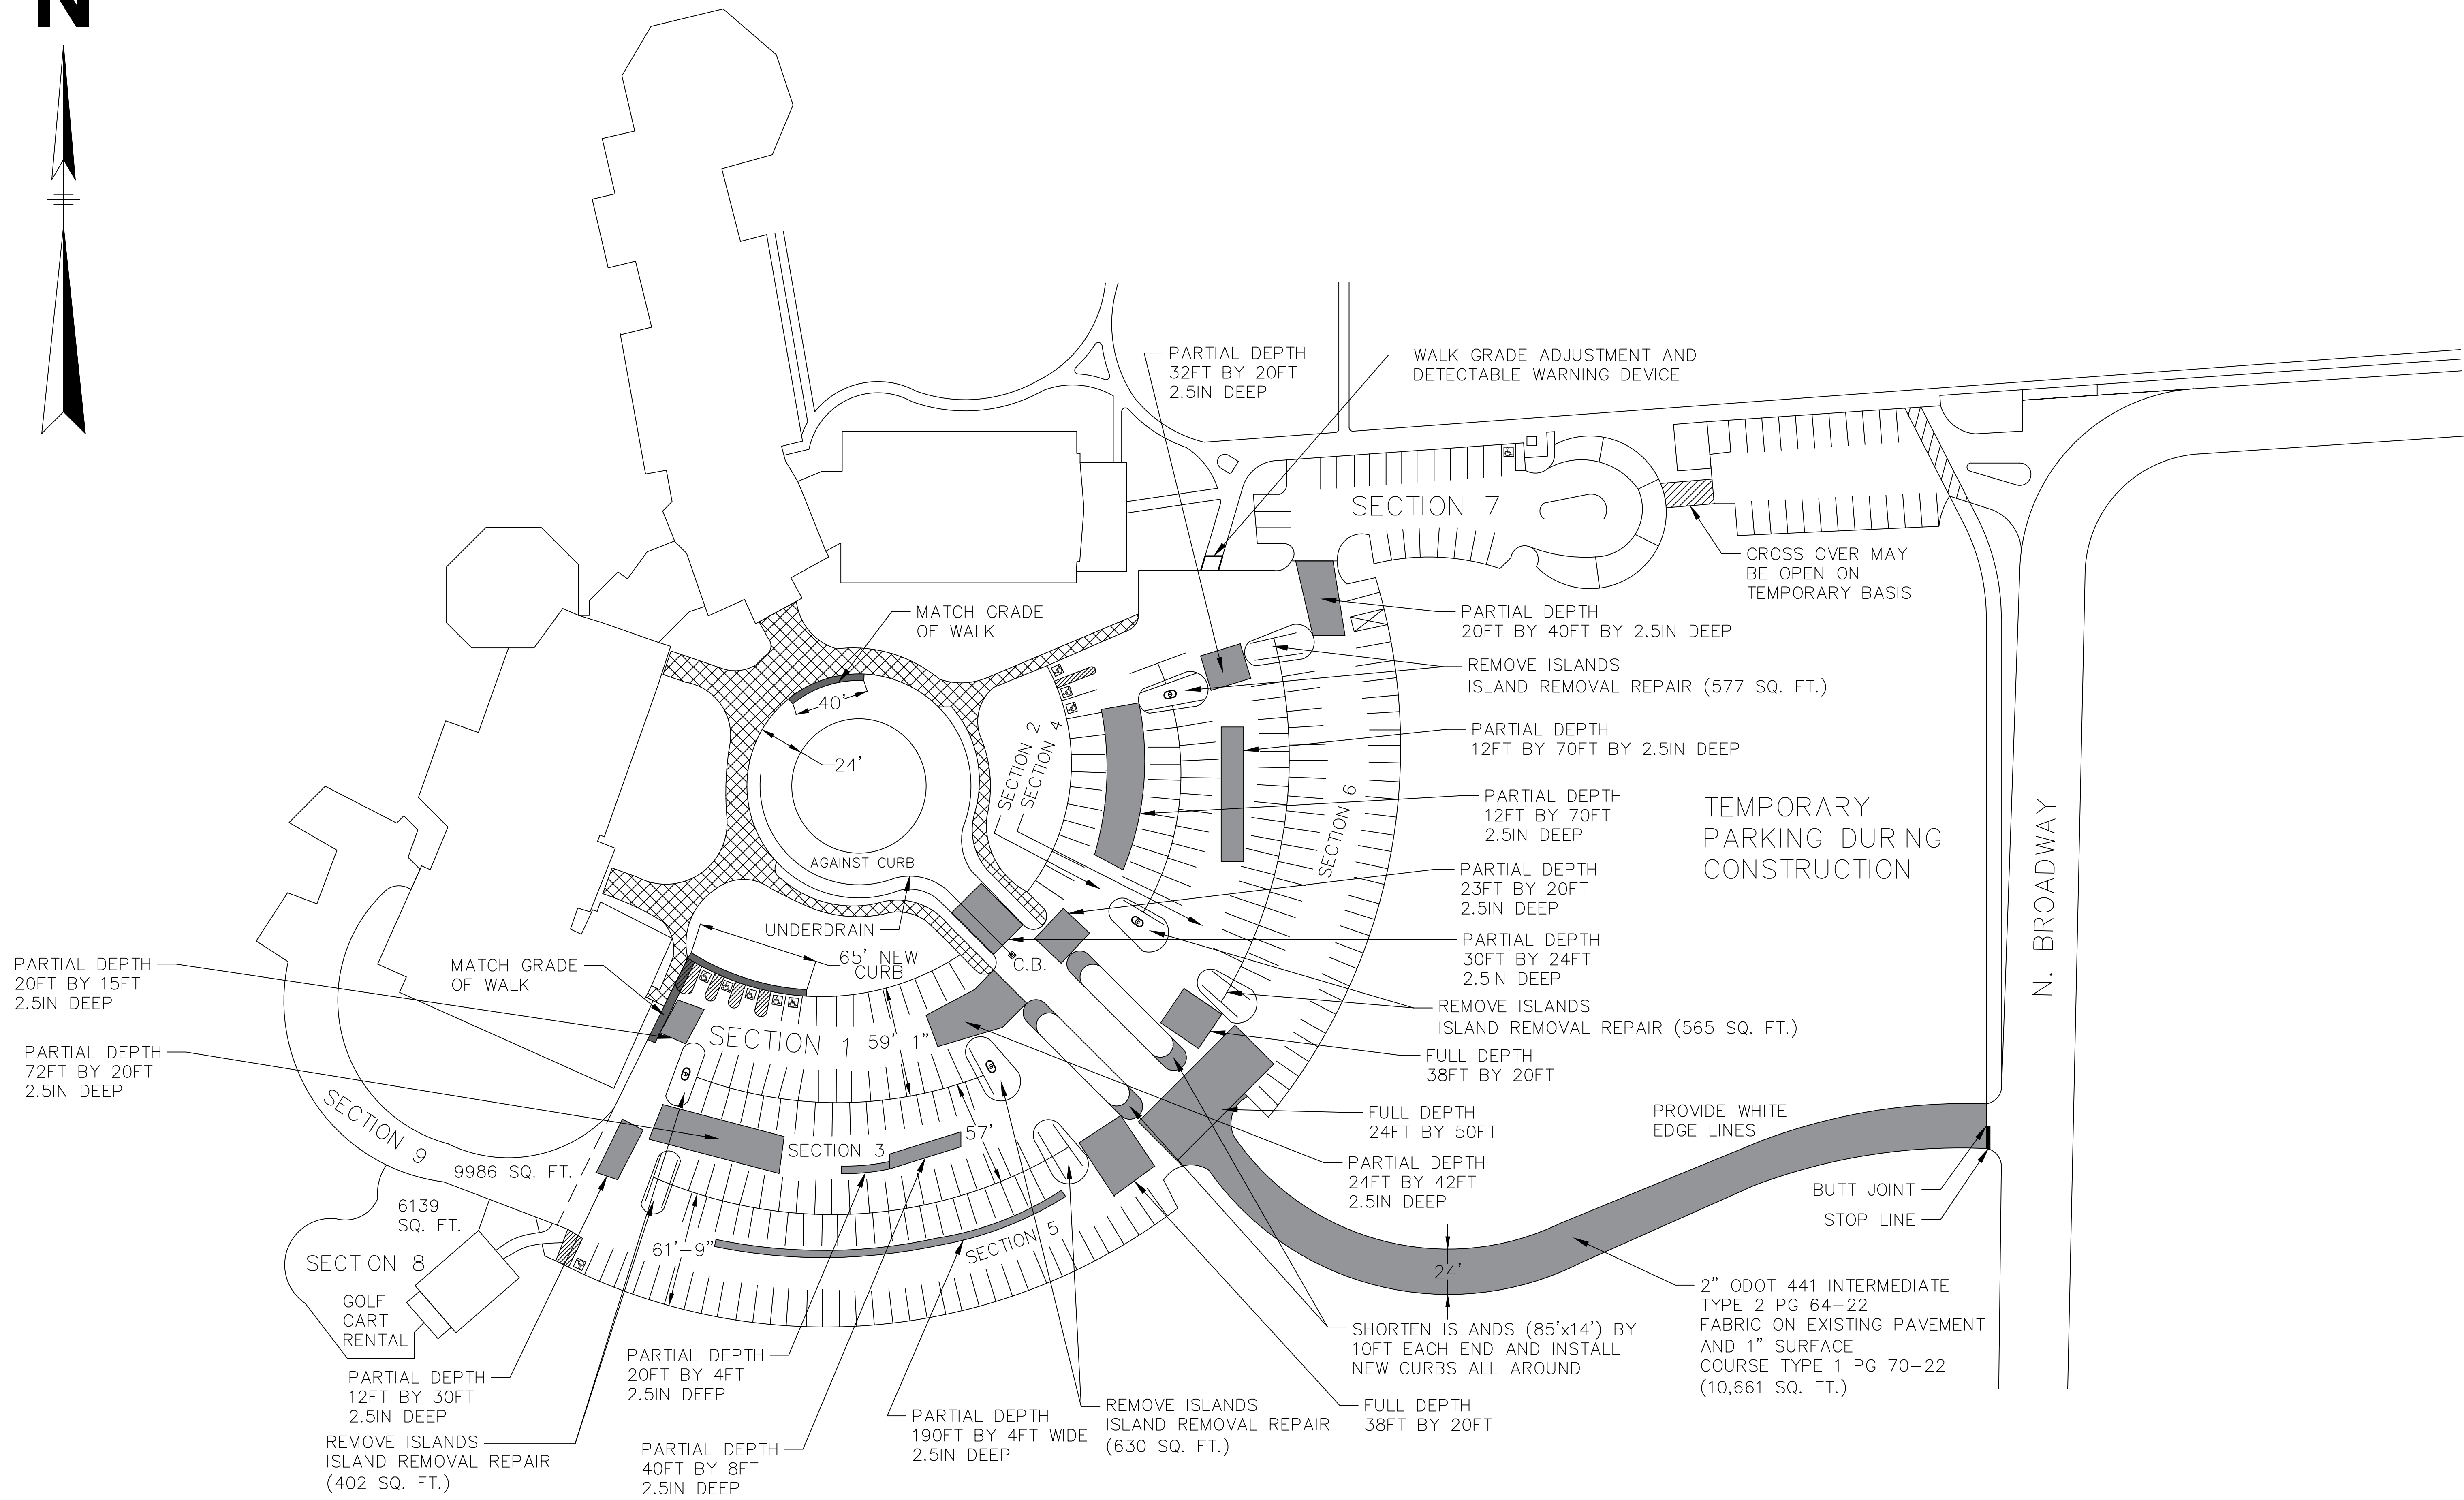 N
PARTIAL DEPTH
32FT BY 20FT
2.5IN DEEP
WALK GRADE ADJUSTMENT AND
DETECTABLE WARNING DEVICE
SECTION 7
CROSS OVER MAY
BE OPEN ON
TEMPORARY BASIS
MATCH GRADE
OF WALK
PARTIAL DEPTH
20FT BY 40FT BY 2.5IN DEEP
REMOVE ISLANDS
ISLAND REMOVAL REPAIR (577 SQ. FT.)
40'
24'
SECTION 2
SECTION 4
PARTIAL DEPTH
12FT BY 70FT BY 2.5IN DEEP
SECTION 6
PARTIAL DEPTH
12FT BY 70FT
2.5IN DEEP
TEMPORARY
PARKING DURING
CONSTRUCTION
N. BROADWAY
AGAINST CURB
PARTIAL DEPTH
23FT BY 20FT
2.5IN DEEP
UNDERDRAIN
PARTIAL DEPTH
30FT BY 24FT
2.5IN DEEP
65' NEW
CURB
C.B.
PARTIAL DEPTH
20FT BY 15FT
2.5IN DEEP
MATCH GRADE
OF WALK
REMOVE ISLANDS
ISLAND REMOVAL REPAIR (565 SQ. FT.)
SECTION 1
59'-1"
PARTIAL DEPTH
72FT BY 20FT
2.5IN DEEP
FULL DEPTH
38FT BY 20FT
FULL DEPTH
24FT BY 50FT
PROVIDE WHITE
EDGE LINES
SECTION 9
SECTION 3
57'
9986 SQ. FT.
PARTIAL DEPTH
24FT BY 42FT
2.5IN DEEP
BUTT JOINT
STOP LINE
6139
SQ. FT.
SECTION 8
61'-9"
SECTION 5
24'
GOLF
CART
RENTAL
2" ODOT 441 INTERMEDIATE
TYPE 2 PG 64-22
FABRIC ON EXISTING PAVEMENT
AND 1" SURFACE
COURSE TYPE 1 PG 70-22
(10,661 SQ. FT.)
SHORTEN ISLANDS (85'x14') BY
10FT EACH END AND INSTALL
NEW CURBS ALL AROUND
PARTIAL DEPTH
12FT BY 30FT
2.5IN DEEP
PARTIAL DEPTH
20FT BY 4FT
2.5IN DEEP
REMOVE ISLANDS
ISLAND REMOVAL REPAIR
(402 SQ. FT.)
PARTIAL DEPTH
40FT BY 8FT
2.5IN DEEP
PARTIAL DEPTH
190FT BY 4FT WIDE
2.5IN DEEP
REMOVE ISLANDS
ISLAND REMOVAL REPAIR
(630 SQ. FT.)
FULL DEPTH
38FT BY 20FT